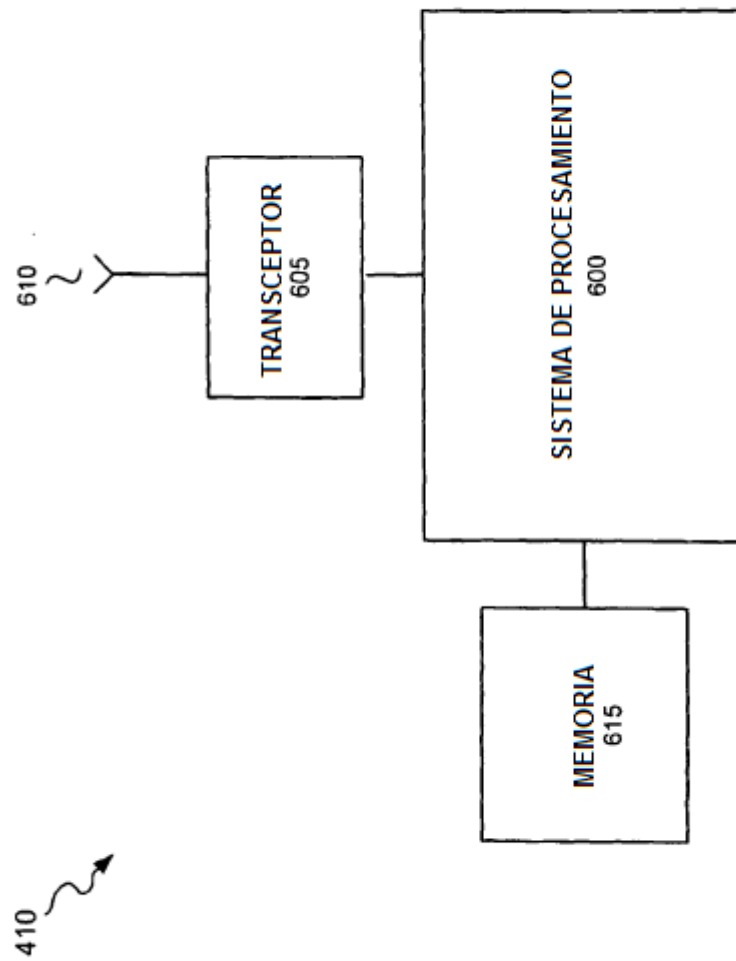 410
610
TRANSCEPTOR
605
MEMORIA
615
SISTEMA DE PROCESAMIENTO
600